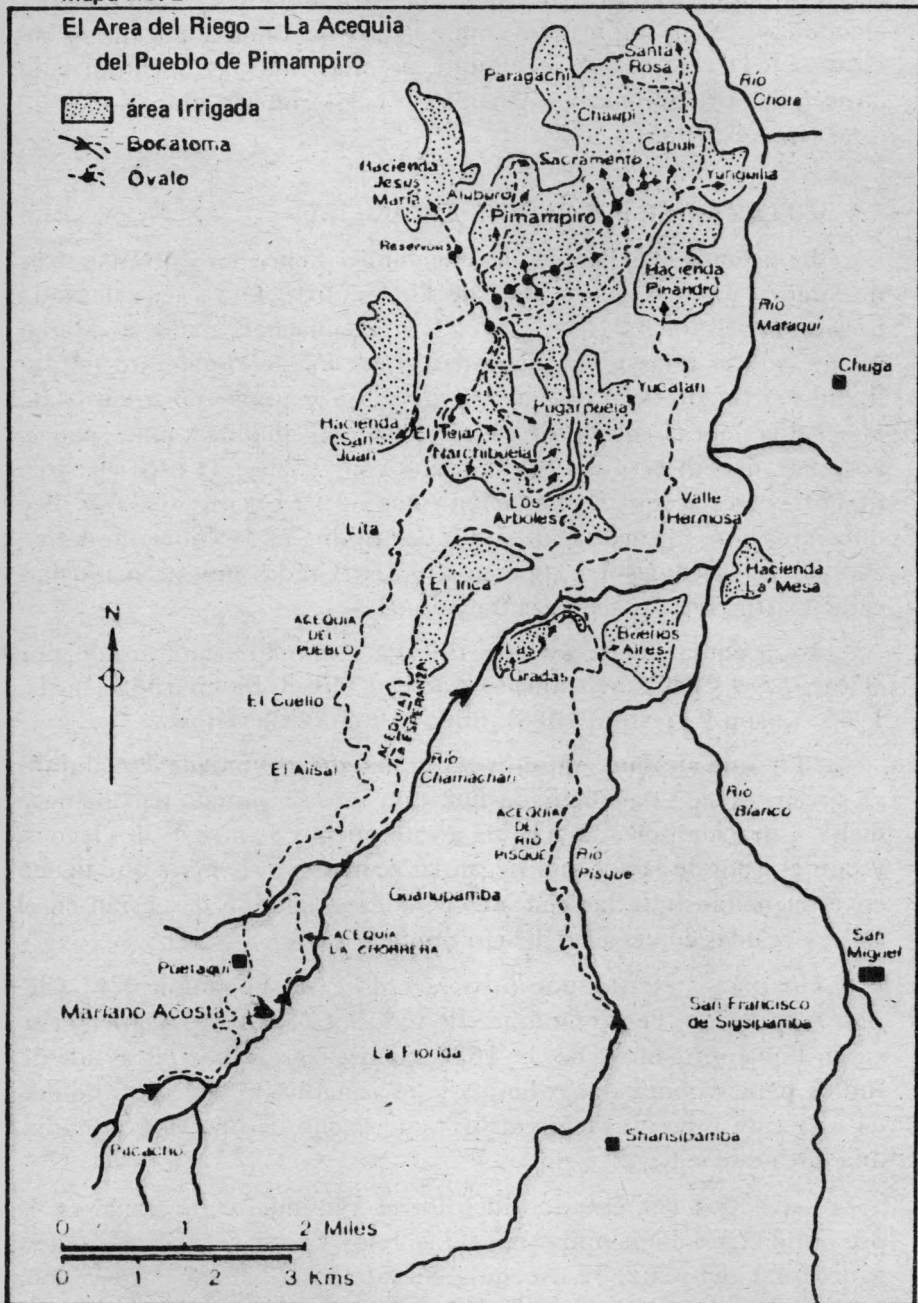 El Area del Riego — La Acequia
del Pueblo de Pimampiro
área Irrigada
Bocatoma
Óvalo
Santa
Rosa
Paragachi
Río
Chota
Chaupi
Hacienda
Jesus
María
Sacramento
Capuli
Yunguilla
Aluburo
Pimampiro
Reservoirs
Hacienda
Pinandro
Río
Mataquí
Chuga
Yucatán
Hacienda
San
Juan
El Tejar
Narchibuela
Pugarpuela
Los
Arboles
Valle
Hermosa
Lita
Hacienda
La Mesa
El Inca
N
ACEQUIA
DEL
PUEBLO
Las
Gradas
Buenos
Aires
El Cuello
ACEQUIA
LA ESPERANZA
El Alisal
Río
Chamachán
Río
Blanco
ACEQUIA
DEL
RIO
PISQUE
Río
Pisque
Guanupamba
ACEQUIA
LA CHORRERA
Puetaquí
San
Miguel
Mariano Acosta
San Francisco
de Sigsipamba
La Florida
Shansipamba
Pacacho
0 1 2 Miles
0 1 2 3 Kms